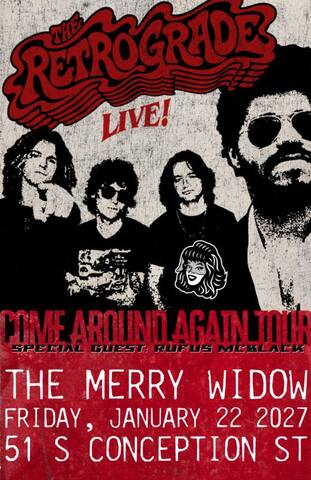 THE
RETROGRADE
LIVE!
COME AROUND AGAIN TOUR
SPECIAL GUEST: RUFUS MCBLACK
THE MERRY WIDOW
FRIDAY, JANUARY 22 2027
51 S CONCEPTION ST